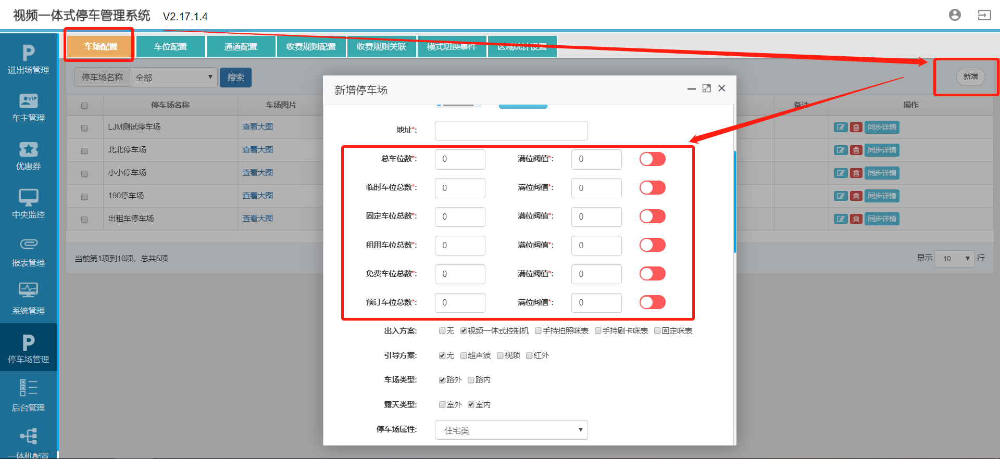 视频一体式停车管理系统 V2.17.1.4
车场配置 车位配置 通道配置 收费规则配置 收费规则关联 模式切换事件 区域统计设置
进出场管理
VIP
车主管理
优惠券
中央监控
报表管理
系统管理
停车场管理
后台管理
一体机配置
停车场名称 全部 搜索 新增
停车场名称 车场图片 备注 操作
LJM测试停车场 查看大图 同步详情
北北停车场 查看大图 同步详情
小小停车场 查看大图 同步详情
190停车场 查看大图 同步详情
出租车停车场 查看大图 同步详情
当前第1项到10项，总共5项 显示 10 行
新增停车场
地址*:
总车位数*: 0 满位阀值*: 0
临时车位总数*: 0 满位阀值*: 0
固定车位总数*: 0 满位阀值*: 0
租用车位总数*: 0 满位阀值*: 0
免费车位总数*: 0 满位阀值*: 0
预订车位总数*: 0 满位阀值*: 0
出入方案: 无 视频一体式控制机 手持拍照咪表 手持刷卡咪表 固定咪表
引导方案: 无 超声波 视频 红外
车场类型: 路外 路内
露天类型: 室外 室内
停车场属性: 住宅类